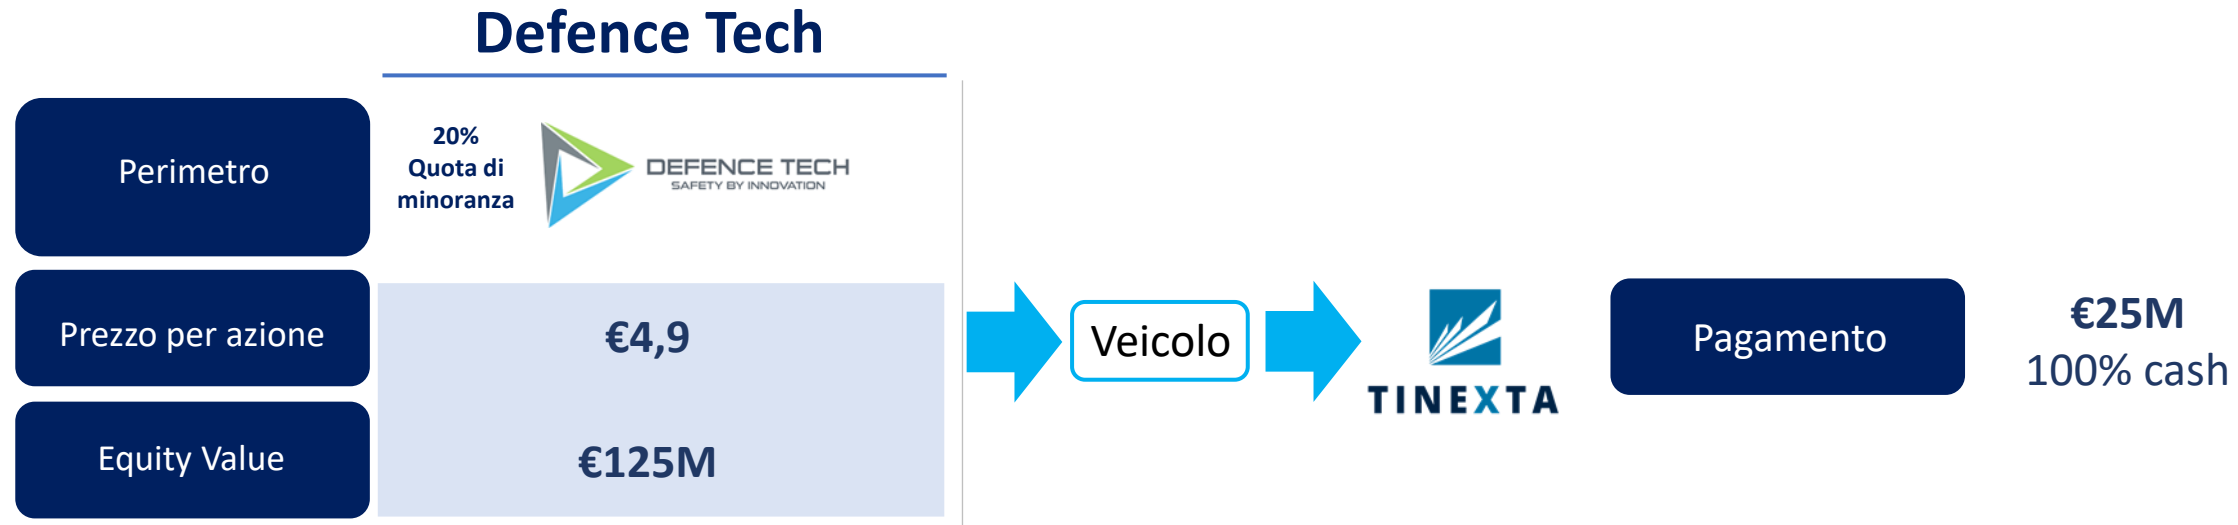 Defence Tech
Perimetro
20%
Quota di
minoranza
DEFENCE TECH
SAFETY BY INNOVATION
Prezzo per azione
€4,9
Equity Value
€125M
Veicolo
TINEXTA
Pagamento
€25M
100% cash